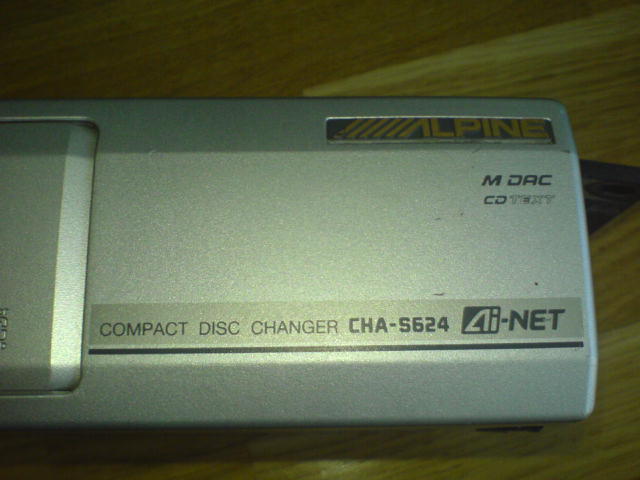 ALPINE
M DAC
CD TEXT
COMPACT DISC CHANGER CHA-S624 Ai-NET